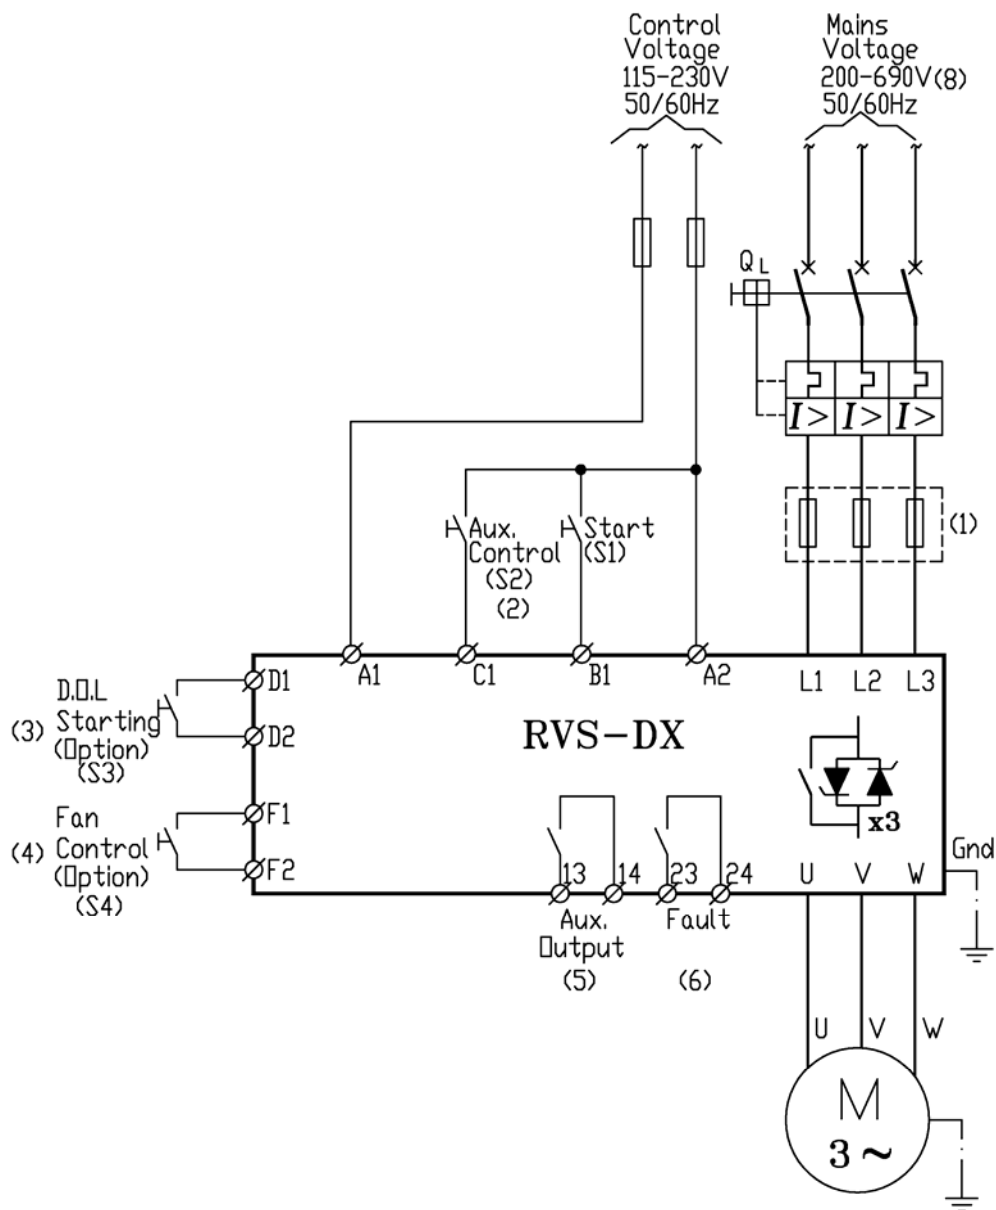 Control
Voltage
115-230V
50/60Hz
Mains
Voltage
200-690V(8)
50/60Hz
QL
I> I> I>
(1)
Aux.
Control
(S2)
(2)
Start
(S1)
A1 C1 B1 A2 L1 L2 L3
D.O.L
(3) Starting
(Option)
(S3)
D1
D2
RVS-DX
x3
Fan
(4) Control
(Option)
(S4)
F1
F2
13 14 23 24
U V W
Gnd
Aux.
Output
(5)
Fault
(6)
U V W
M
3~